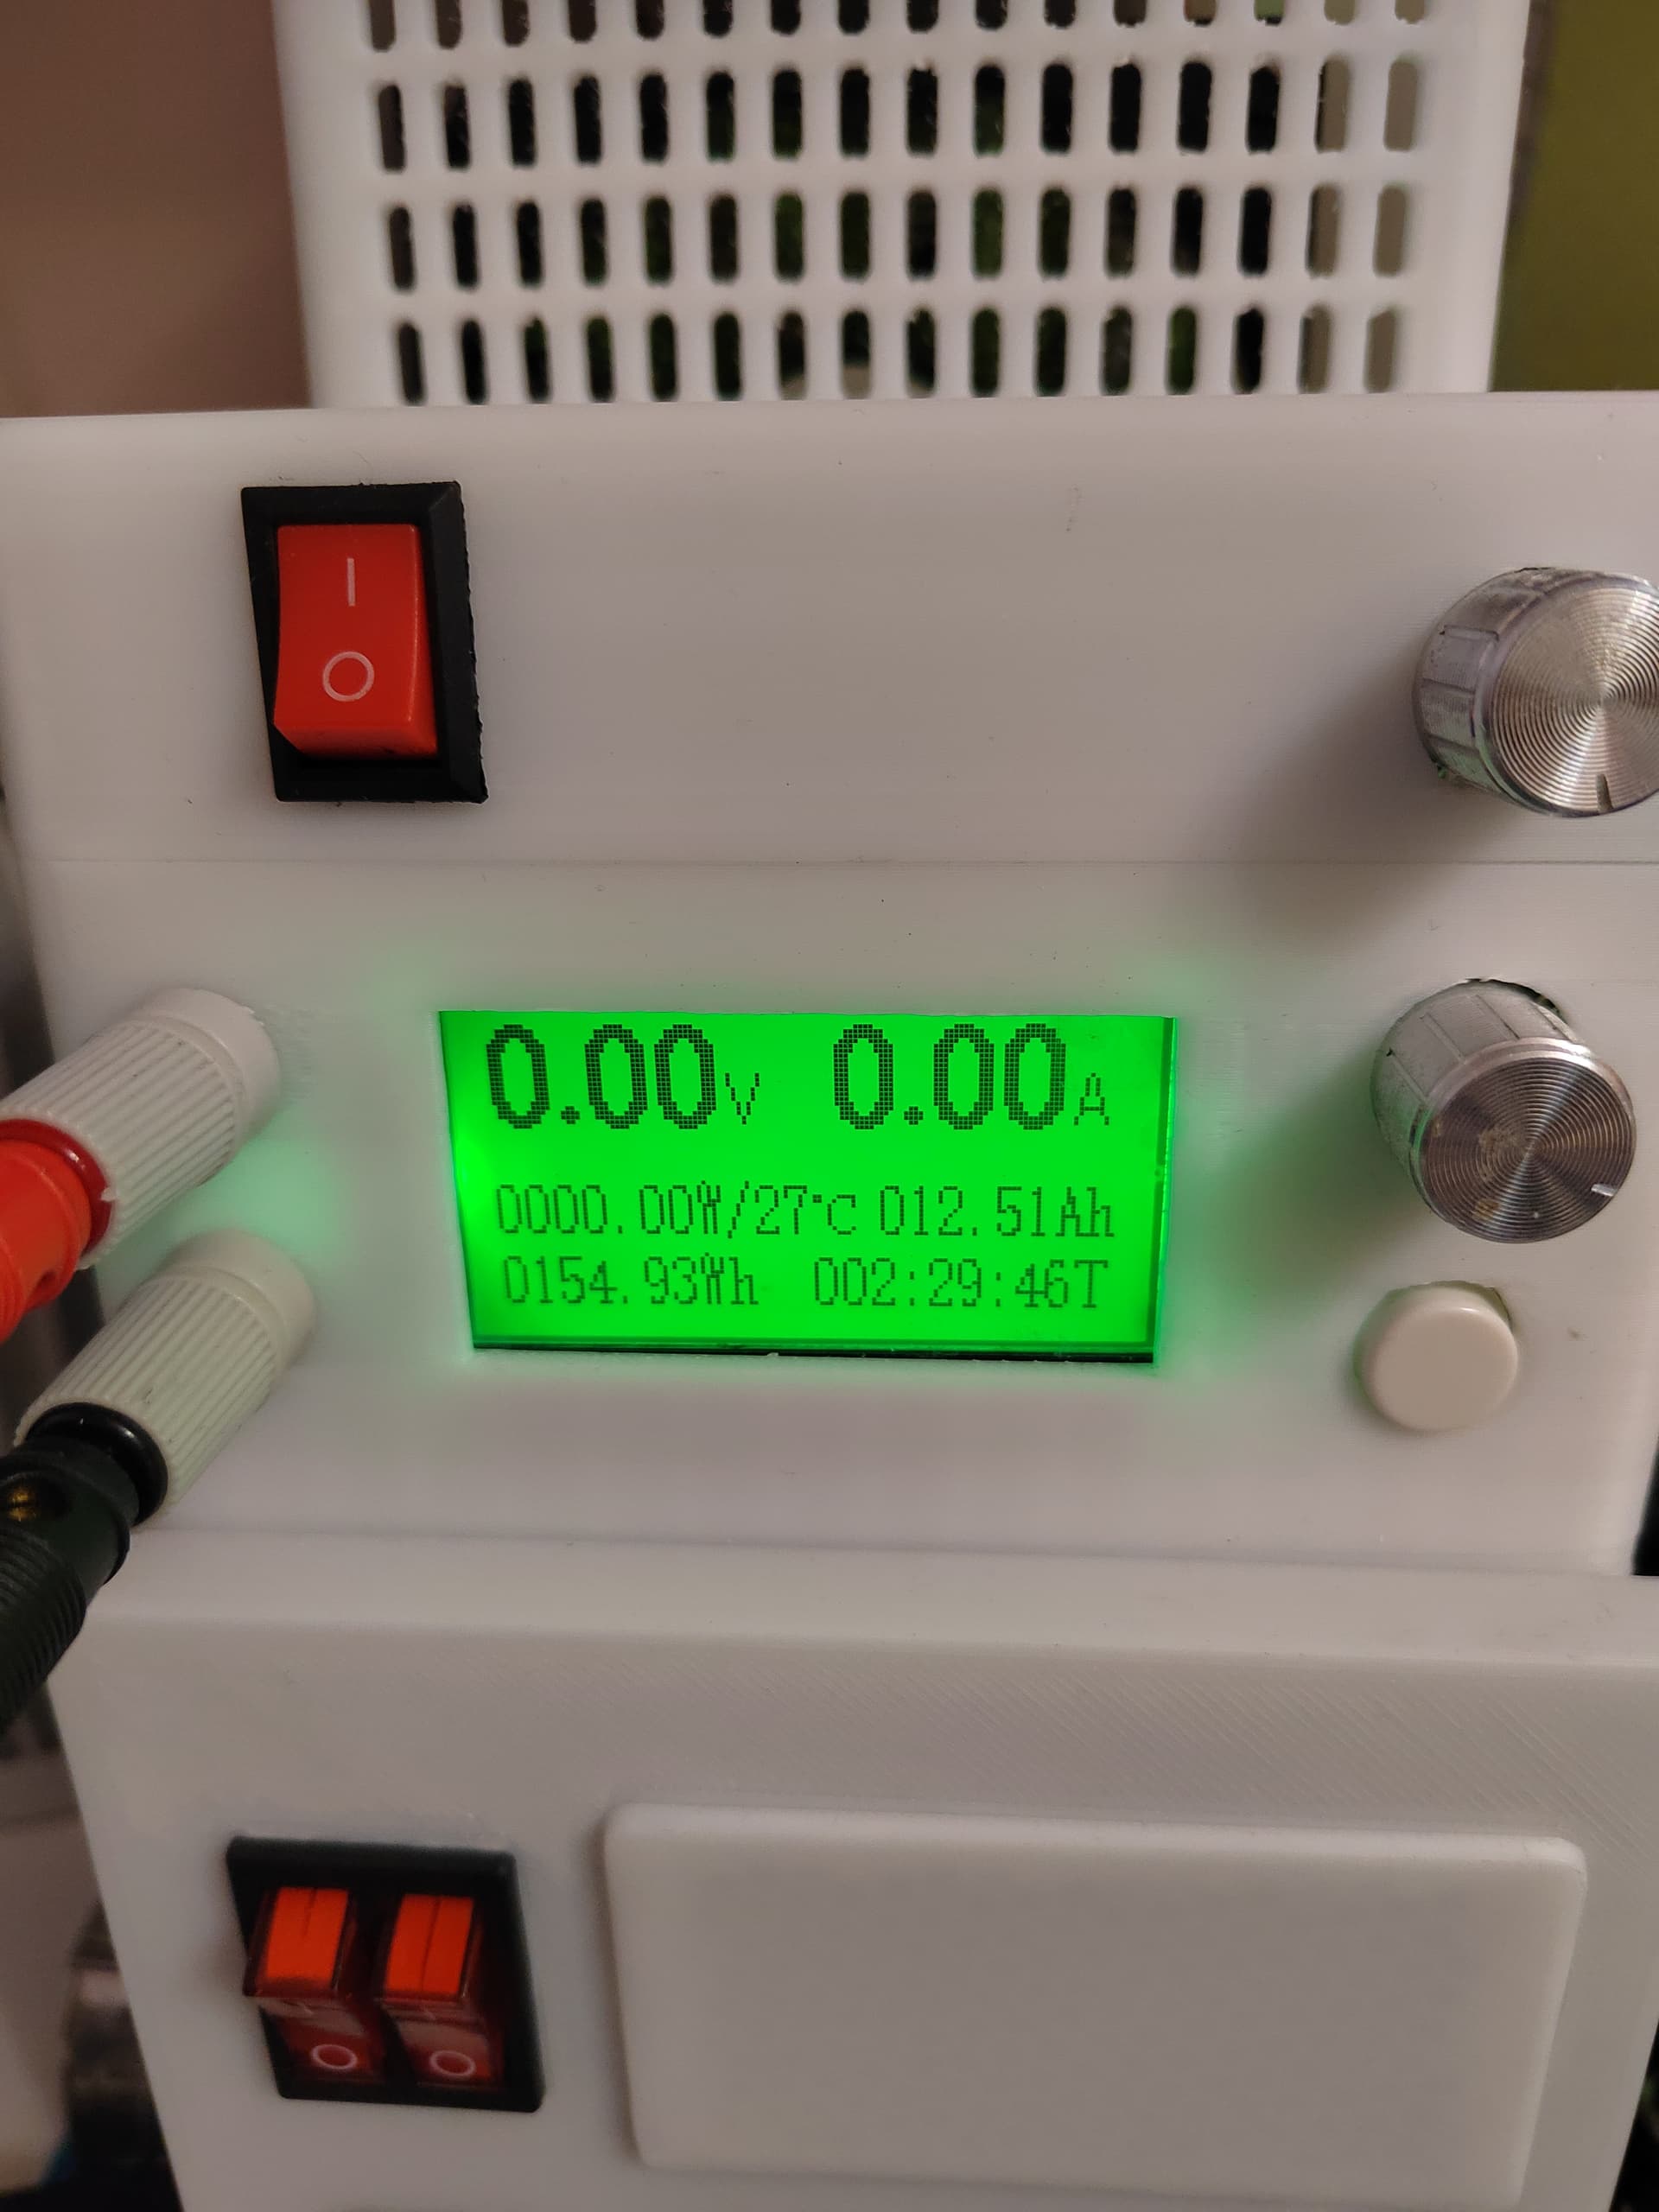 I
O
0.00V 0.00A
0000.00W/27°C 012.51Ah
0154.93Wh 002:29:46T
I I
O O